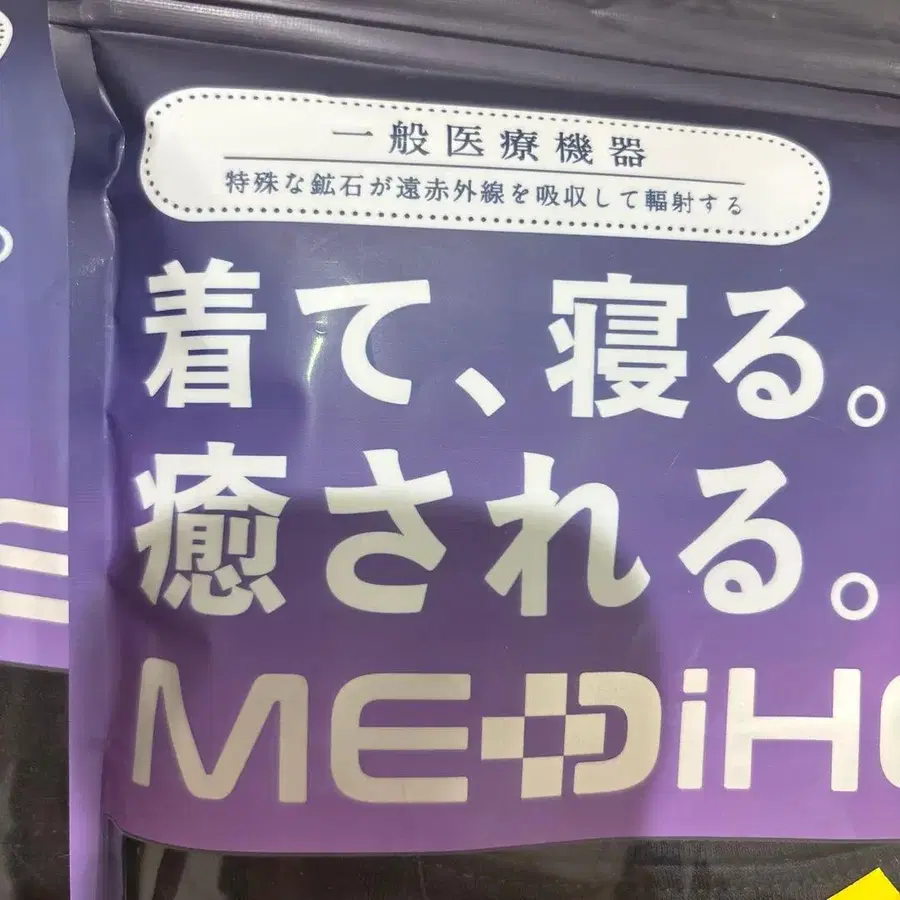 一般医療機器
特殊な鉱石が遠赤外線を吸収して輻射する
着て、寝る。
癒される。
MEDiH